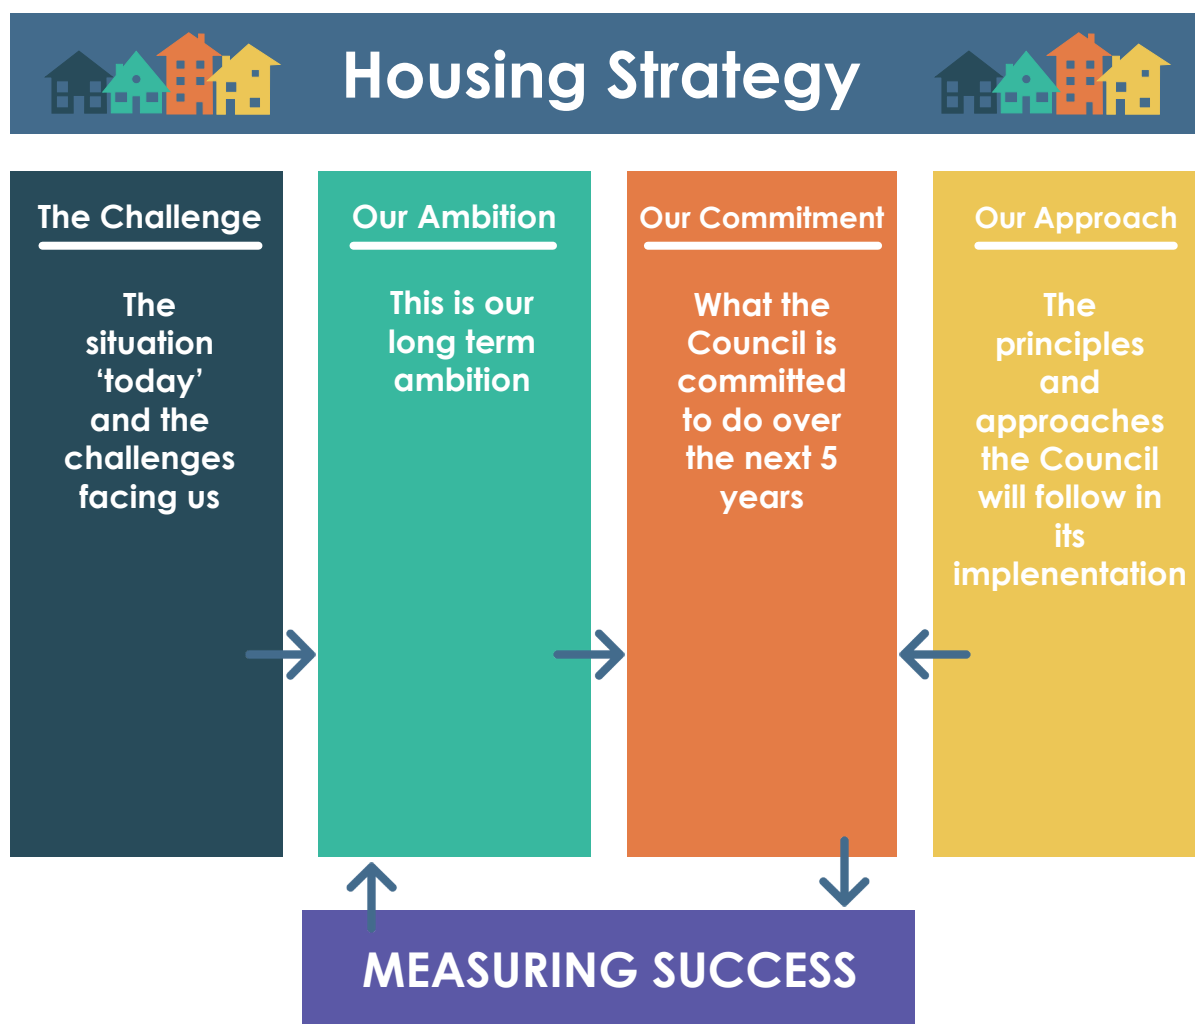 Housing Strategy
The Challenge
The
situation
‘today’
and the
challenges
facing us
Our Ambition
This is our
long term
ambition
Our Commitment
What the
Council is
committed
to do over
the next 5
years
Our Approach
The
principles
and
approaches
the Council
will follow in
its
implenentation
MEASURING SUCCESS